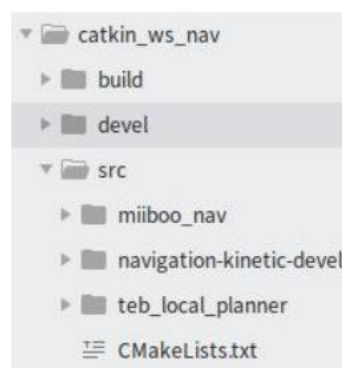 catkin_ws_nav
build
devel
src
miiboo_nav
navigation-kinetic-devel
teb_local_planner
CMakeLists.txt